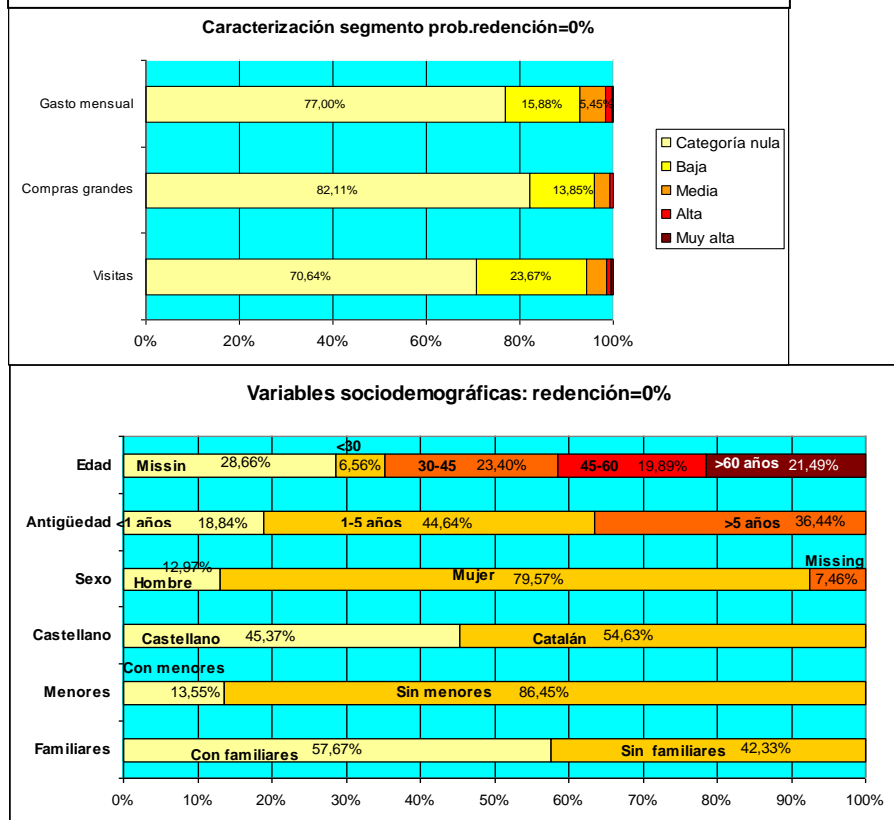 Caracterización segmento prob.redención=0%
0% 20% 40% 60% 80% 100%
Gasto mensual 77,00% 15,88% 5,45%
Compras grandes 82,11% 13,85%
Visitas 70,64% 23,67%
0% 20% 40% 60% 80% 100%
Categoría nula
Baja
Media
Alta
Muy alta
Variables sociodemográficas: redención=0%
<30
Edad Missin 28,66% 6,56% 30-45 23,40% 45-60 19,89% >60 años 21,49%
Antigüedad <1 años 18,84% 1-5 años 44,64% >5 años 36,44%
Missing
Sexo Hombre 12,97% Mujer 79,57% 7,46%
Castellano Castellano 45,37% Catalán 54,63%
Con menores
Menores 13,55% Sin menores 86,45%
Familiares Con familiares 57,67% Sin familiares 42,33%
0% 10% 20% 30% 40% 50% 60% 70% 80% 90% 100%